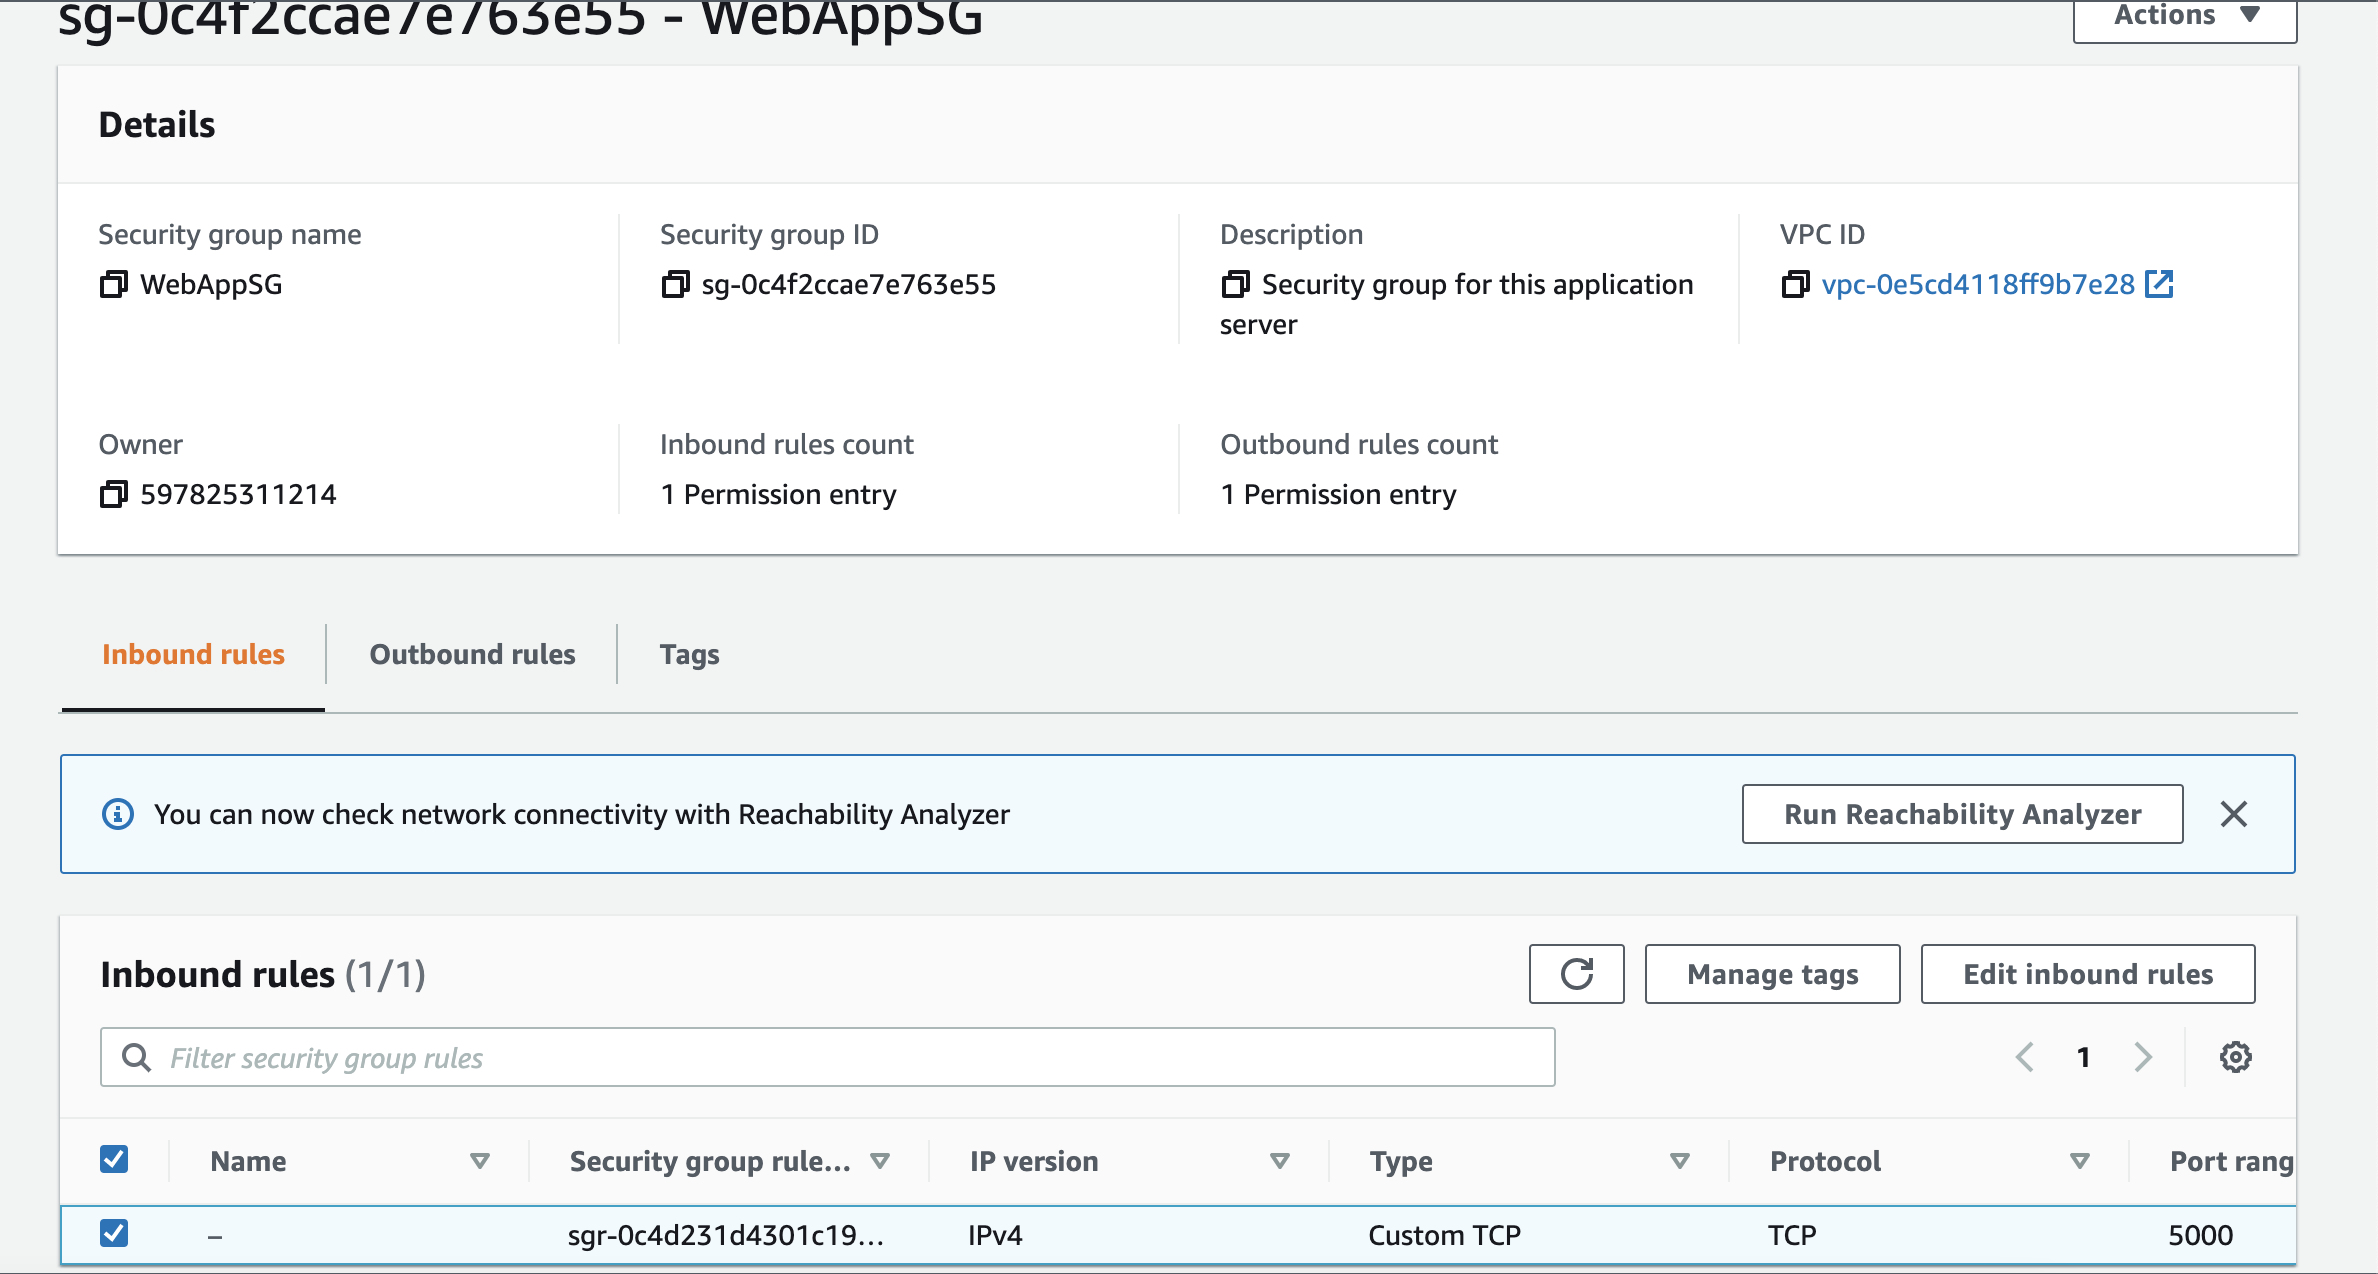 sg-0c4f2ccae7e763e55 - WebAppSG
Actions
Details
Security group name
WebAppSG
Security group ID
sg-0c4f2ccae7e763e55
Description
Security group for this application
server
VPC ID
vpc-0e5cd4118ff9b7e28
Owner
597825311214
Inbound rules count
1 Permission entry
Outbound rules count
1 Permission entry
Inbound rules
Outbound rules
Tags
You can now check network connectivity with Reachability Analyzer
Run Reachability Analyzer
Inbound rules (1/1)
Manage tags
Edit inbound rules
Filter security group rules
1
Name
Security group rule...
IP version
Type
Protocol
Port rang
–
sgr-0c4d231d4301c19...
IPv4
Custom TCP
TCP
5000